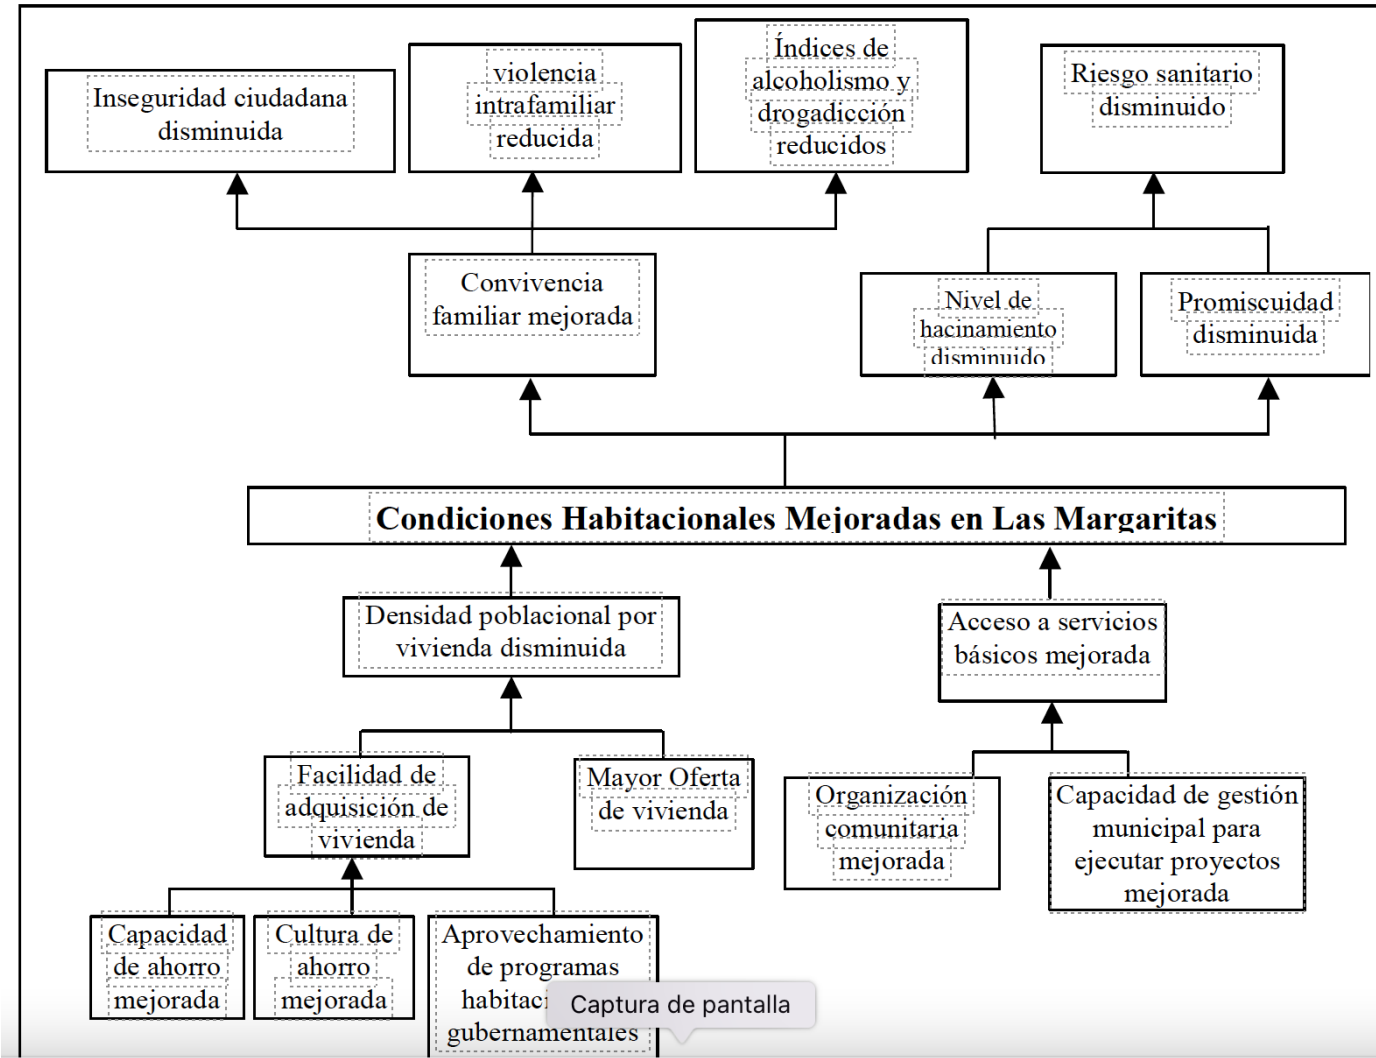 Inseguridad ciudadana
disminuida
violencia
intrafamiliar
reducida
Índices de
alcoholismo y
drogadicción
reducidos
Riesgo sanitario
disminuido
Convivencia
familiar mejorada
Nivel de
hacinamiento
disminuido
Promiscuidad
disminuida
Condiciones Habitacionales Mejoradas en Las Margaritas
Densidad poblacional por
vivienda disminuida
Acceso a servicios
básicos mejorada
Facilidad de
adquisición de
vivienda
Mayor Oferta
de vivienda
Organización
comunitaria
mejorada
Capacidad de gestión
municipal para
ejecutar proyectos
mejorada
Capacidad
de ahorro
mejorada
Cultura de
ahorro
mejorada
Aprovechamiento
de programas
gubernamentales
Captura de pantalla